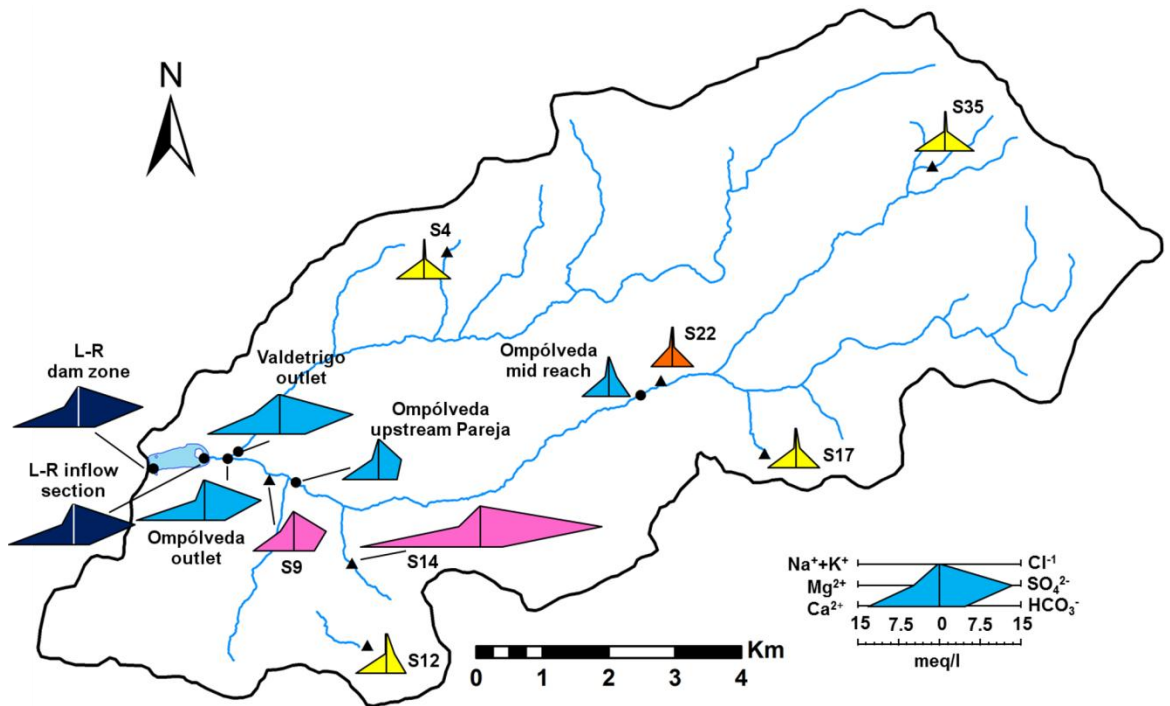 N
S35
S4
L-R
dam zone
Valdetrigo
outlet
Ompólveda
mid reach
S22
Ompólveda
upstream Pareja
S17
L-R inflow
section
Ompólveda
outlet
S9
S14
S12
Km
0 1 2 3 4
Na⁺+K⁺ Cl⁻¹
Mg²⁺ SO₄²⁻
Ca²⁺ HCO₃⁻
15 7.5 0 7.5 15
meq/l